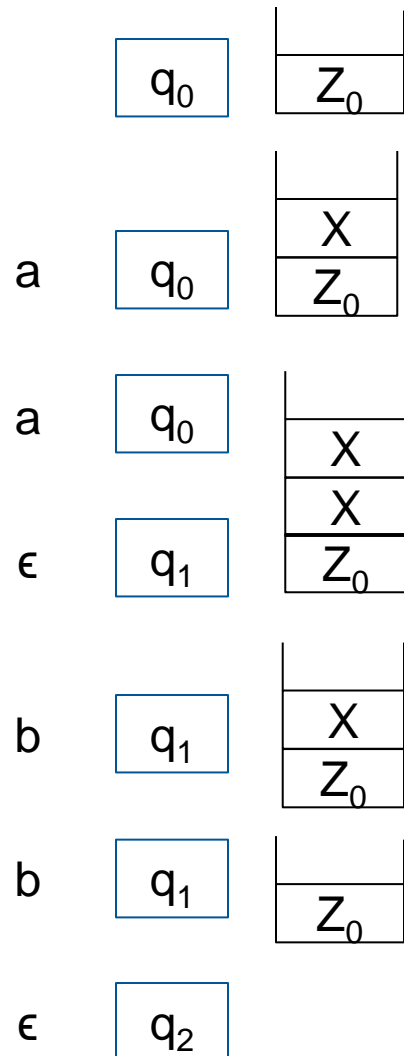 q₀ Z₀
X
a q₀ Z₀
a q₀
X
X
ϵ q₁ Z₀
b q₁ X
Z₀
b q₁
Z₀
ϵ q₂